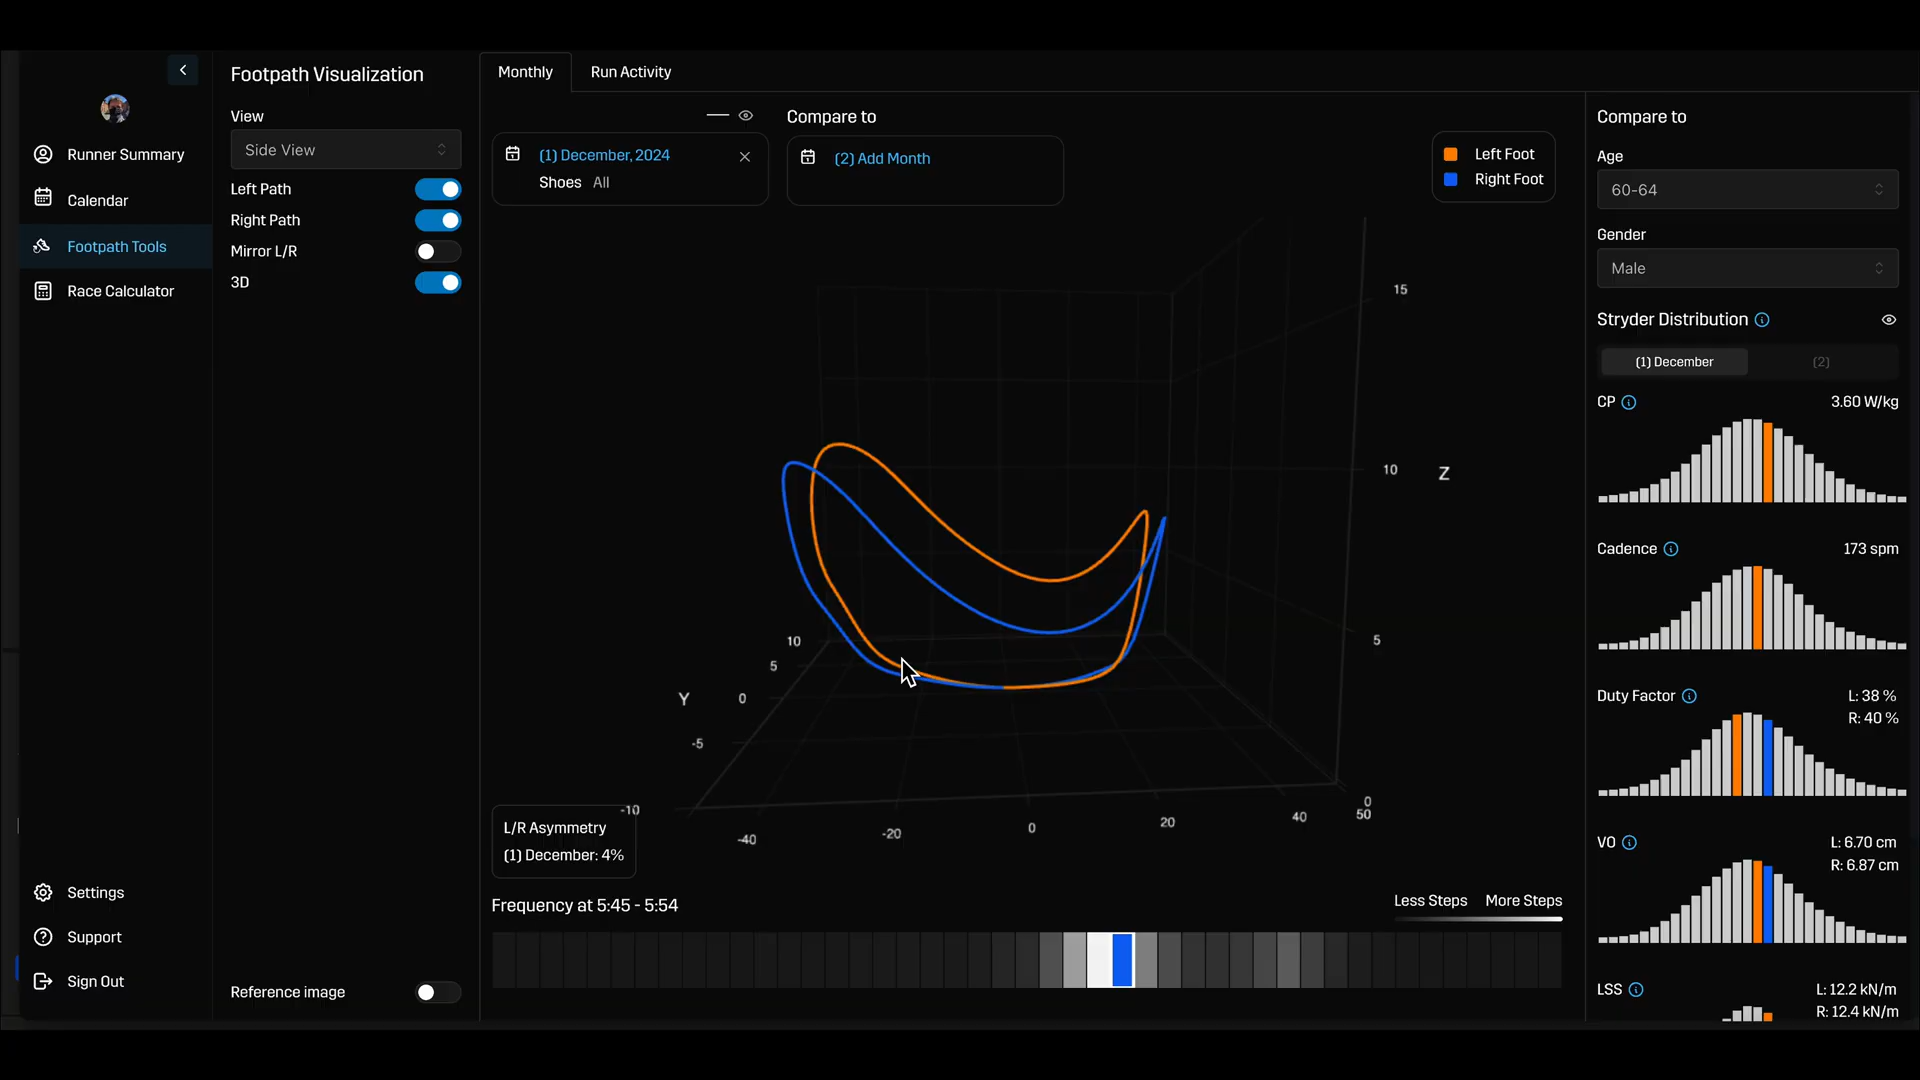 Runner Summary
Calendar
Footpath Tools
Race Calculator
Settings
Support
Sign Out
Footpath Visualization
View
Side View
Left Path
Right Path
Mirror L/R
3D
Reference image
Monthly
Run Activity
(1) December, 2024
Shoes All
Compare to
(2) Add Month
Left Foot
Right Foot
15
10
Z
5
0
50
10
5
Y
0
-5
-10
-40
-20
0
20
40
L/R Asymmetry
(1) December: 4%
Frequency at 5:45 - 5:54
Less Steps
More Steps
Compare to
Age
60-64
Gender
Male
Stryder Distribution
(1) December
(2)
CP
3.60 W/kg
Cadence
173 spm
Duty Factor
L: 38 %
R: 40 %
VO
L: 6.70 cm
R: 6.87 cm
LSS
L: 12.2 kN/m
R: 12.4 kN/m